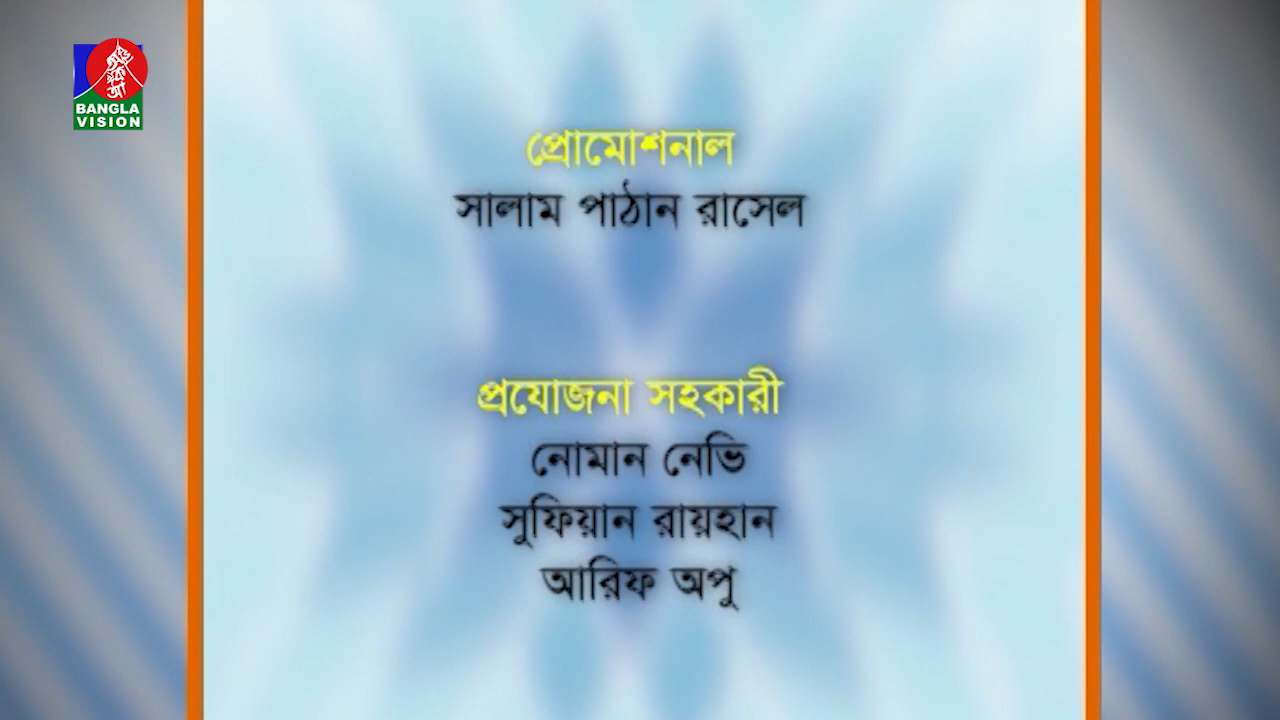 BANGLA
VISION
প্রোমোশনাল
সালাম পাঠান রাসেল
প্রযোজনা সহকারী
নোমান নেভি
সুফিয়ান রায়হান
আরিফ অপু